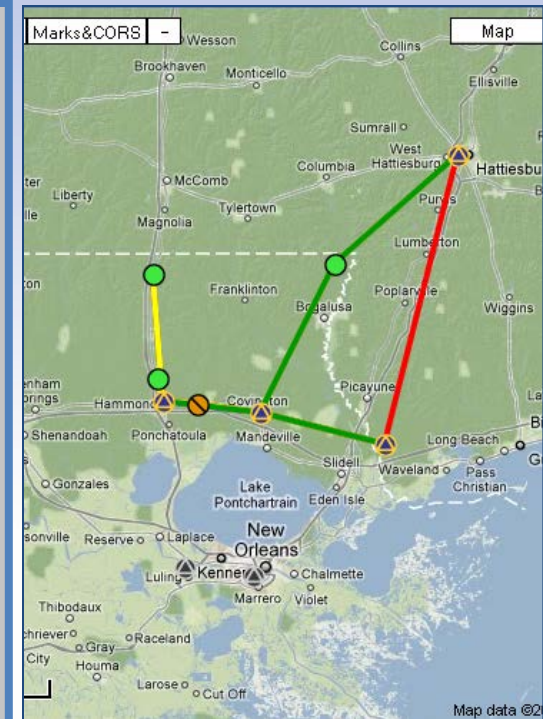 Marks&CORS
-
Map
Wesson
Collins
Brookhaven
Monticello
Ellisville
Sumrall
West
Hattiesburg
Columbia
Hattiesbu
McComb
Liberty
Tylertown
Purvis
Magnolia
Lumberton
Franklinton
Poplarville
Bogalusa
Wiggins
Picayune
Hammond
Covington
Ponchatoula
Mandeville
Shenandoah
Long Beach
Slidell
Waveland
Pass
Christian
Gonzales
Lake
Pontchartrain
Eden Isle
New
Orleans
Reserve
Laplace
Luling
Kenner
Chalmette
Marrero
Violet
Thibodaux
Raceland
Gray
City
Houma
Larose
Cut Off
Map data ©2